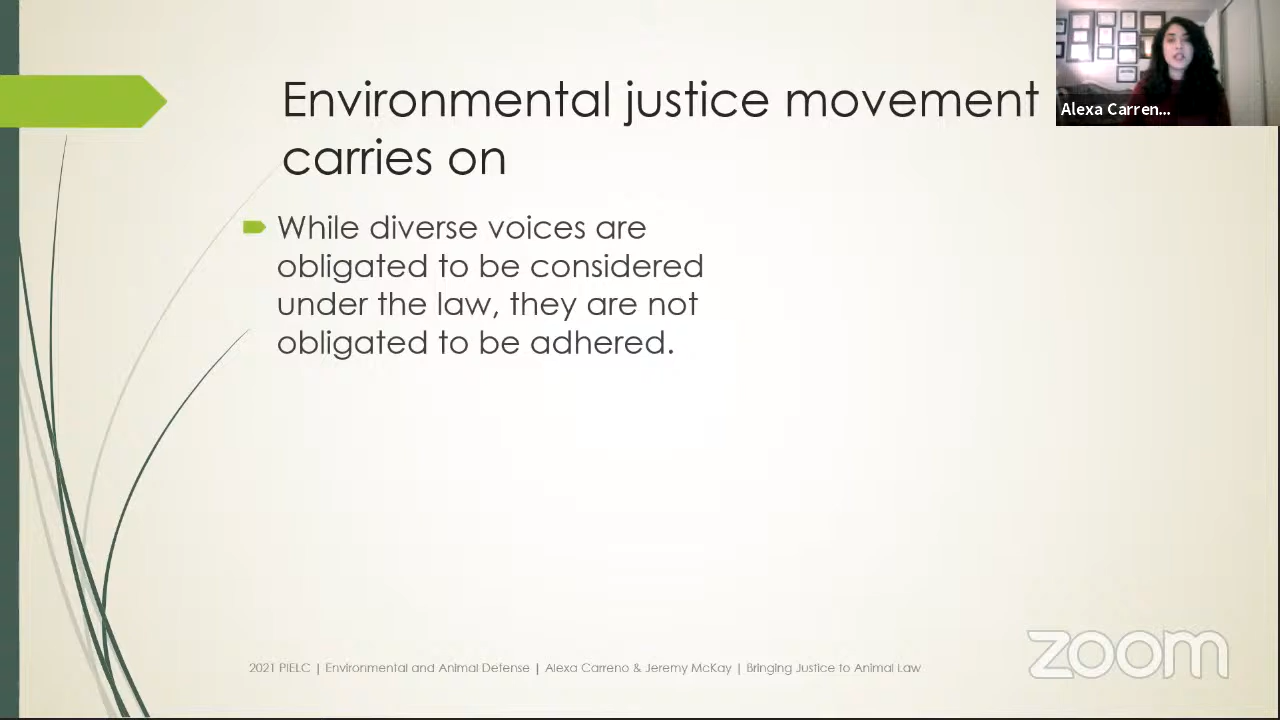 Environmental justice movement
carries on
Alexa Carren...
While diverse voices are
obligated to be considered
under the law, they are not
obligated to be adhered.
2021 PIELC | Environmental and Animal Defense | Alexa Carreno & Jeremy McKay | Bringing Justice to Animal Law
zoom